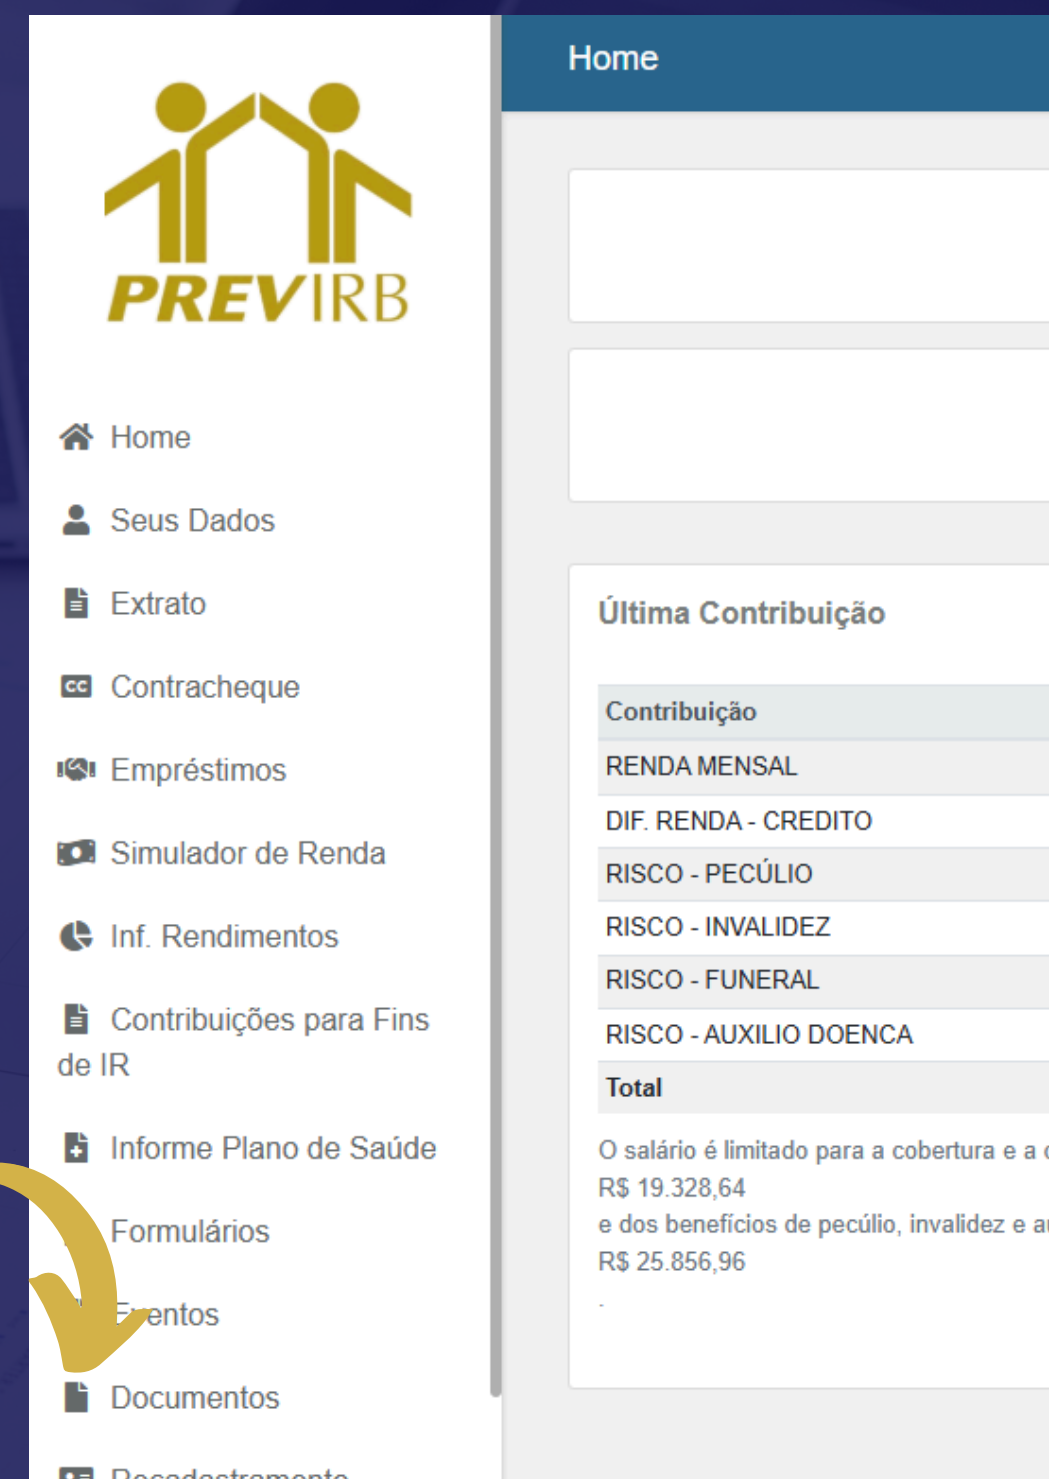 PREVIRB
Home
Seus Dados
Extrato
Contracheque
Empréstimos
Simulador de Renda
Inf. Rendimentos
Contribuições para Fins
de IR
Informe Plano de Saúde
Formulários
Eventos
Documentos
Recadastramento
Home
Última Contribuição
Contribuição
RENDA MENSAL
DIF. RENDA - CREDITO
RISCO - PECÚLIO
RISCO - INVALIDEZ
RISCO - FUNERAL
RISCO - AUXILIO DOENCA
Total
O salário é limitado para a cobertura e a
R$ 19.328,64
e dos benefícios de pecúlio, invalidez e
R$ 25.856,96
.